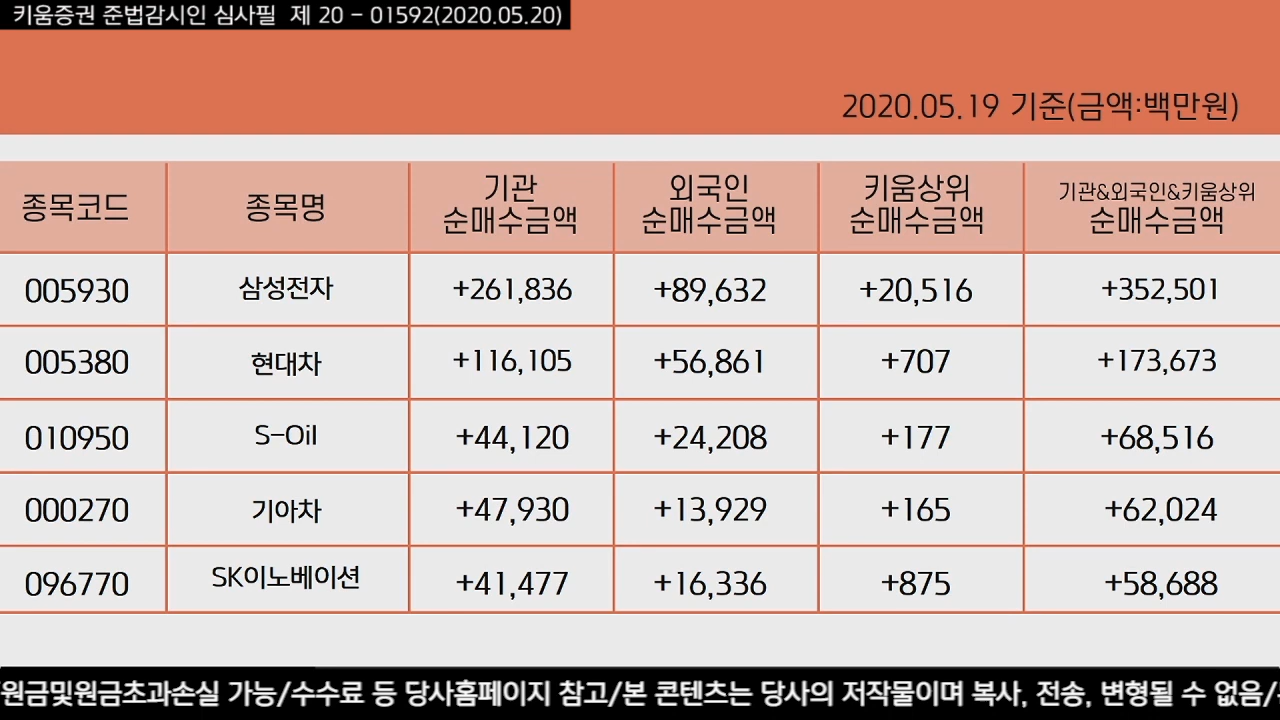 키움증권 준법감시인 심사필 제 20 - 01592(2020.05.20)
2020.05.19 기준(금액:백만원)
종목코드 종목명 기관 순매수금액 외국인 순매수금액 키움상위 순매수금액 기관&외국인&키움상위 순매수금액
005930 삼성전자 +261,836 +89,632 +20,516 +352,501
005380 현대차 +116,105 +56,861 +707 +173,673
010950 S-Oil +44,120 +24,208 +177 +68,516
000270 기아차 +47,930 +13,929 +165 +62,024
096770 SK이노베이션 +41,477 +16,336 +875 +58,688
원금및원금초과손실 가능/수수료 등 당사홈페이지 참고/본 콘텐츠는 당사의 저작물이며 복사, 전송, 변형될 수 없음/